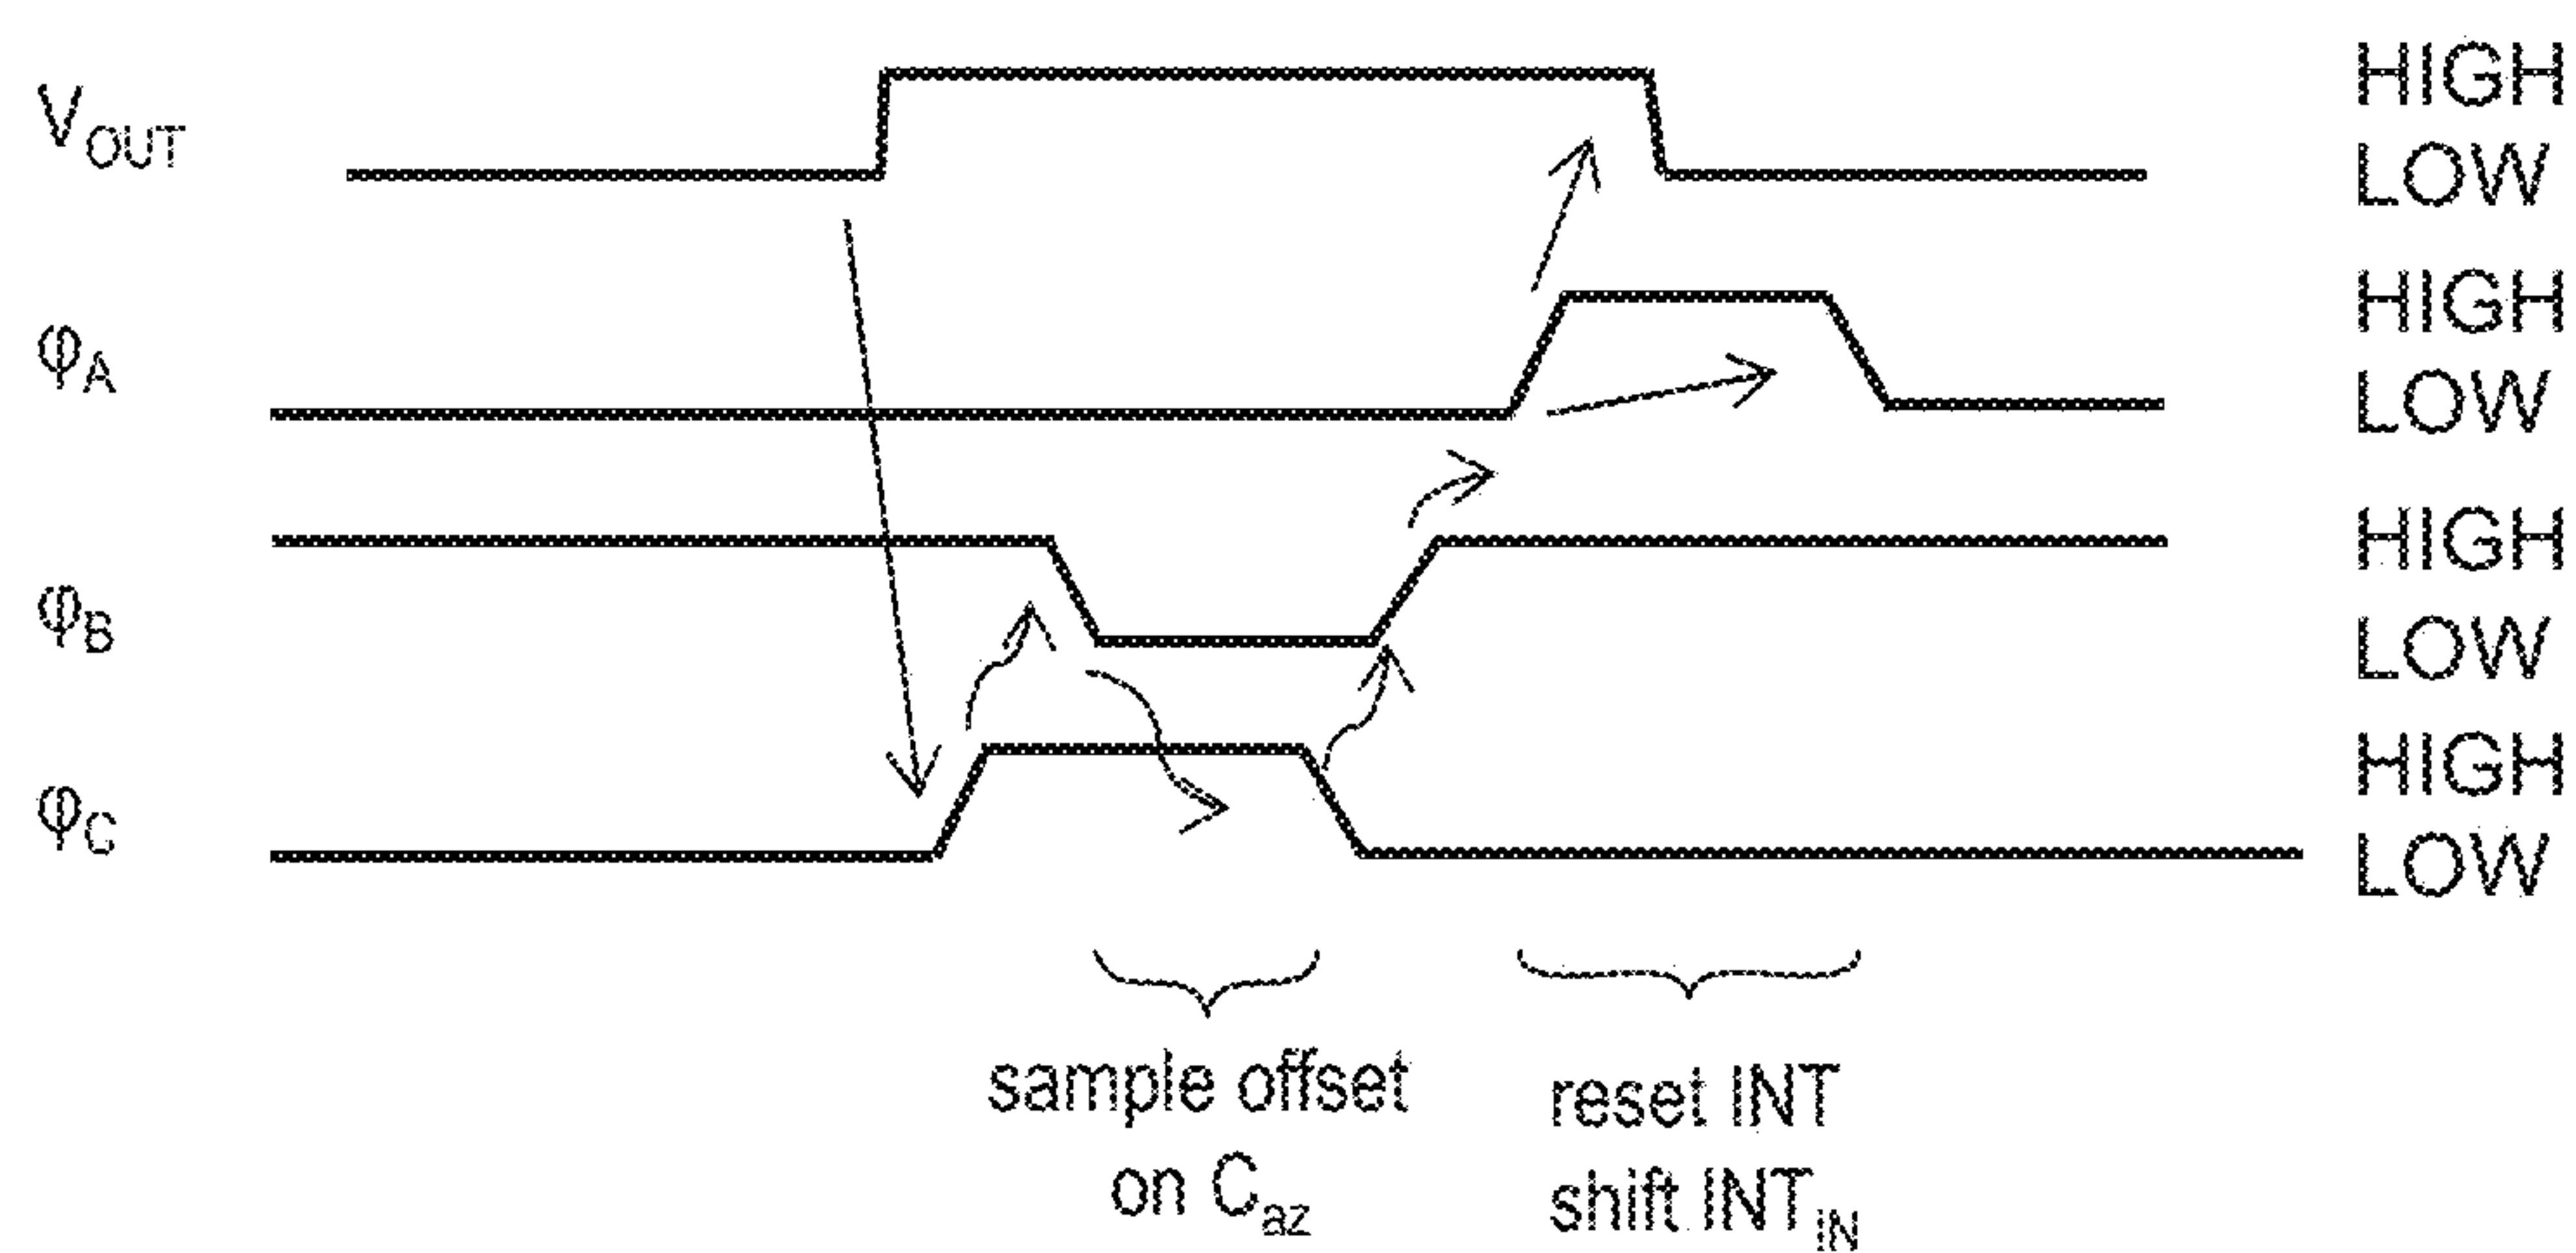 V_OUT HIGH
LOW
φ_A HIGH
LOW
φ_B HIGH
LOW
φ_C HIGH
LOW
sample offset
on C_az
reset INT
shift INT_IN